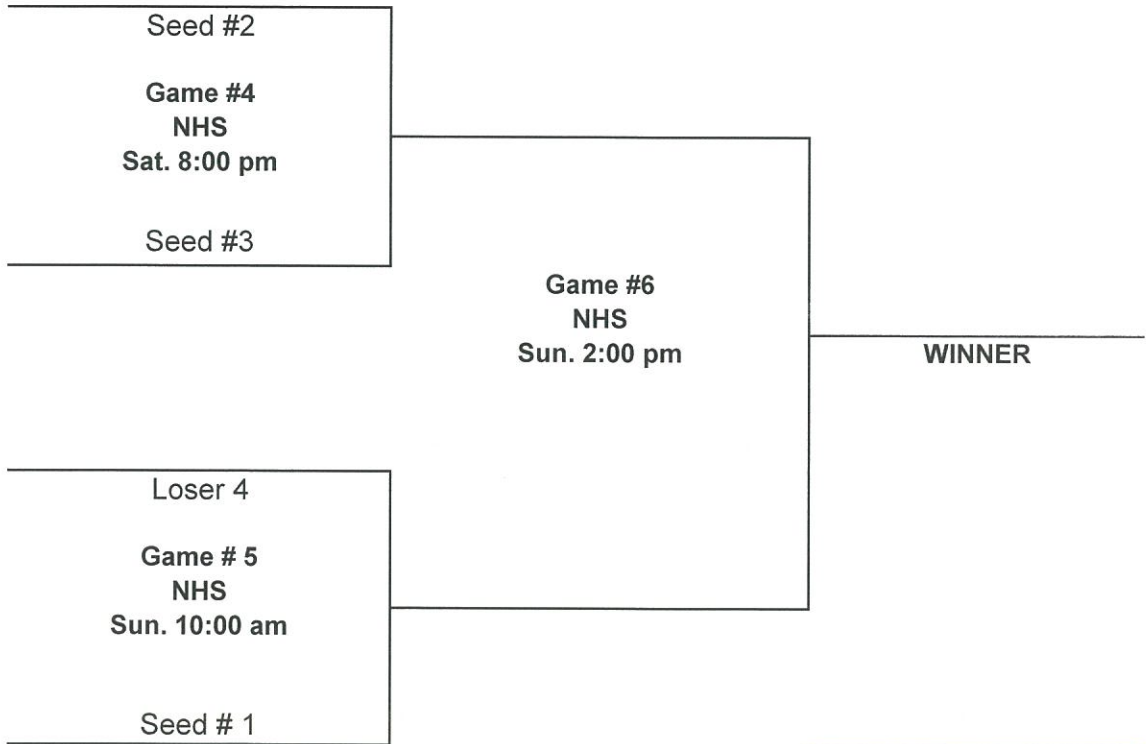 Seed #2
Game #4
NHS
Sat. 8:00 pm
Seed #3
Game #6
NHS
Sun. 2:00 pm
WINNER
Loser 4
Game # 5
NHS
Sun. 10:00 am
Seed # 1